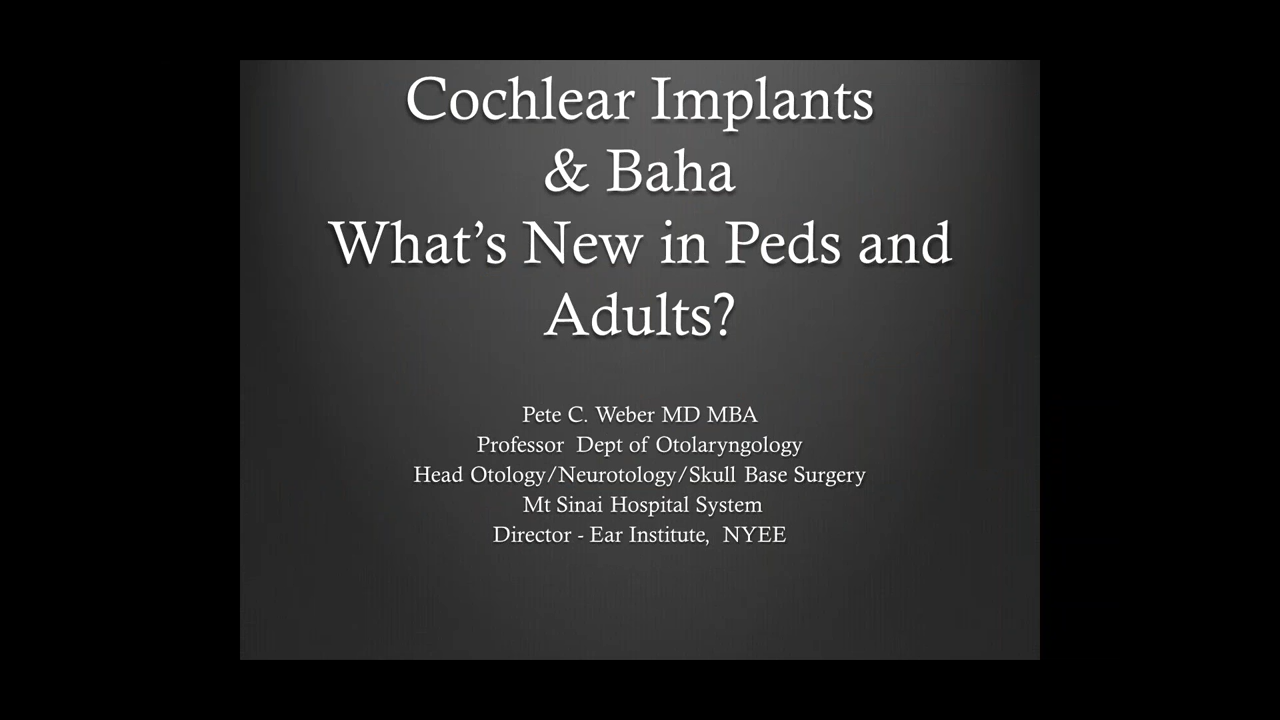 Cochlear Implants
& Baha
What's New in Peds and
Adults?
Pete C. Weber MD MBA
Professor  Dept of Otolaryngology
Head Otology/Neurotology/Skull Base Surgery
Mt Sinai Hospital System
Director - Ear Institute,  NYEE